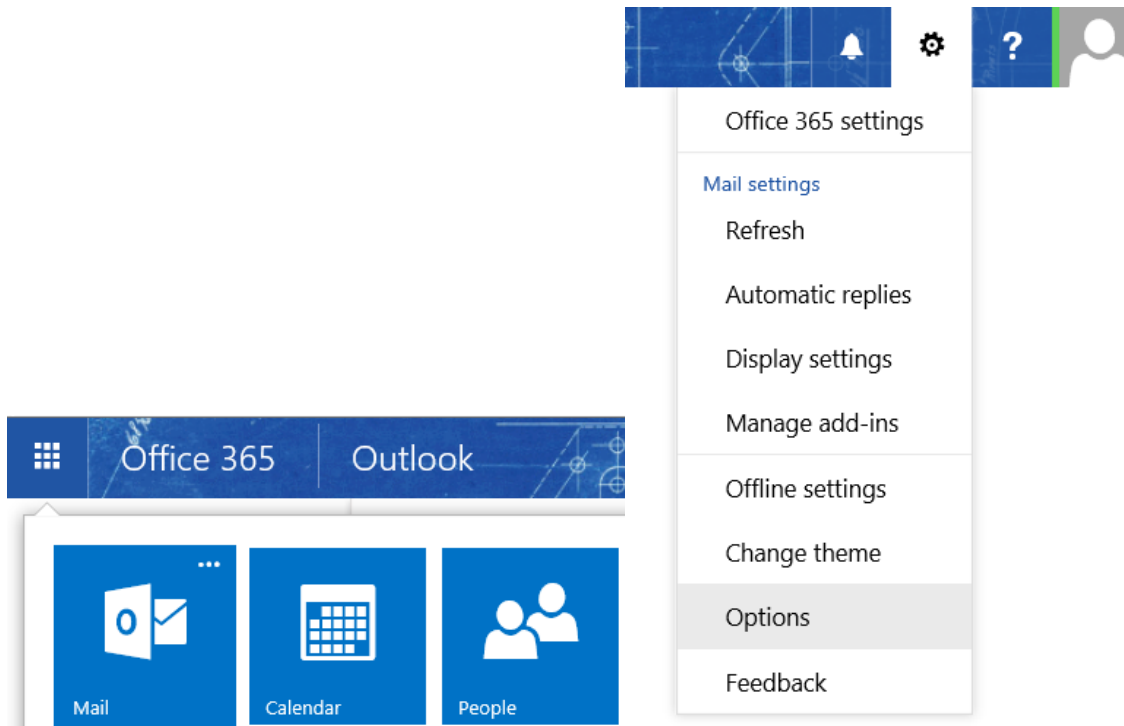 ?
Office 365 settings
Mail settings
Refresh
Automatic replies
Display settings
Manage add-ins
Offline settings
Change theme
Options
Feedback
Office 365 Outlook
Mail Calendar People